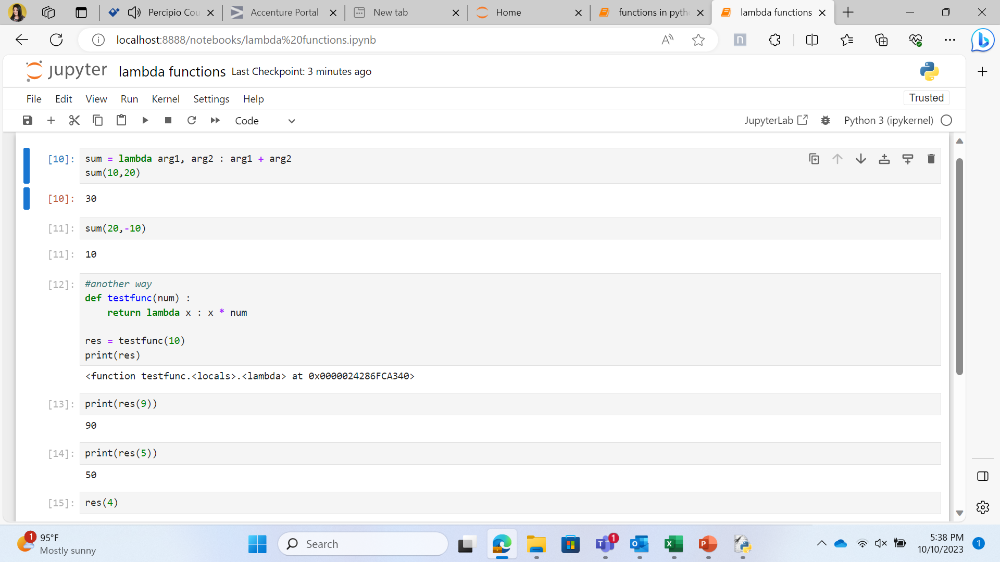 Percipio Cou
Accenture Portal
New tab
Home
functions in pyth
lambda functions
localhost:8888/notebooks/lambda%20functions.ipynb
jupyter lambda functions Last Checkpoint: 3 minutes ago
File Edit View Run Kernel Settings Help
Trusted
Code
JupyterLab
Python 3 (ipykernel)
[10]: sum = lambda arg1, arg2 : arg1 + arg2
sum(10,20)
[10]: 30
[11]: sum(20,-10)
[11]: 10
[12]: #another way
def testfunc(num) :
    return lambda x : x * num

res = testfunc(10)
print(res)
<function testfunc.<locals>.<lambda> at 0x0000024286FCA340>
[13]: print(res(9))
90
[14]: print(res(5))
50
[15]: res(4)
1
95°F
Mostly sunny
Search
1
5:38 PM
10/10/2023
1